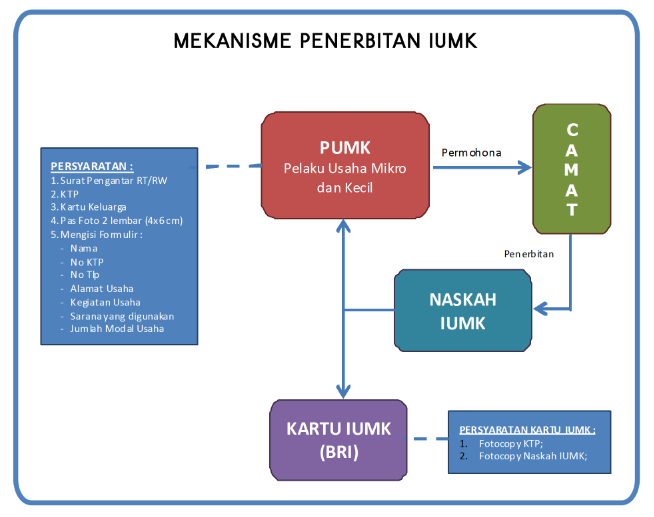 MEKANISME PENERBITAN IUMK
PERSYARATAN :
1. Surat Pengantar RT/RW
2. KTP
3. Kartu Keluarga
4. Pas Foto 2 lembar (4x6 cm)
5. Mengisi Formulir :
- Nama
- No KTP
- No Tlp
- Alamat Usaha
- Kegiatan Usaha
- Sarana yang digunakan
- Jumlah Modal Usaha
PUMK
Pelaku Usaha Mikro
dan Kecil
Permohona
C
A
M
A
T
Penerbitan
NASKAH
IUMK
KARTU IUMK
(BRI)
PERSYARATAN KARTU IUMK :
1. Fotocopy KTP;
2. Fotocopy Naskah IUMK;